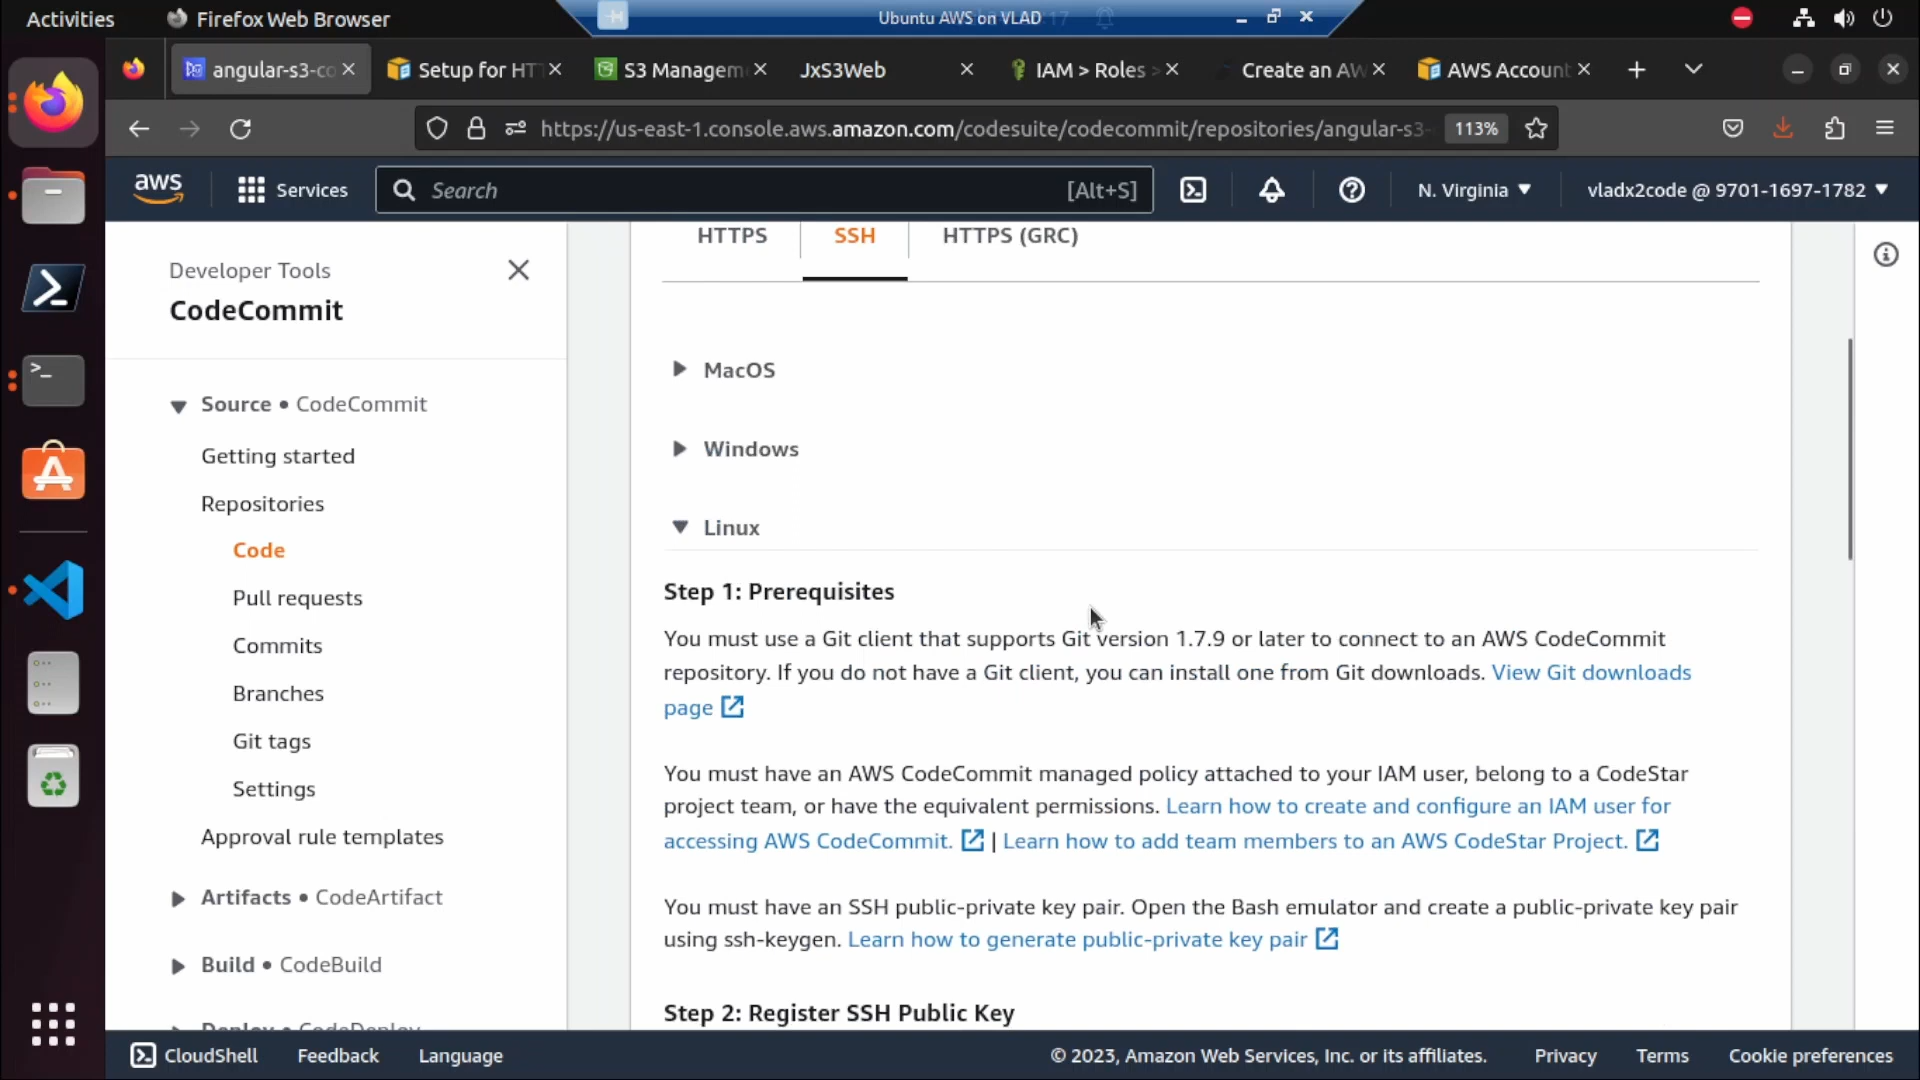 Activities
Firefox Web Browser
Ubuntu AWS on VLAD
angular-s3-co
Setup for HT
S3 Managem
JxS3Web
IAM > Roles >
Create an AW
AWS Account
https://us-east-1.console.aws.amazon.com/codesuite/codecommit/repositories/angular-s3-
113%
aws
Services
Search
[Alt+S]
N. Virginia
vladx2code @ 9701-1697-1782
Developer Tools
CodeCommit
Source • CodeCommit
Getting started
Repositories
Code
Pull requests
Commits
Branches
Git tags
Settings
Approval rule templates
Artifacts • CodeArtifact
Build • CodeBuild
Deploy • CodeDeploy
HTTPS
SSH
HTTPS (GRC)
MacOS
Windows
Linux
Step 1: Prerequisites
You must use a Git client that supports Git version 1.7.9 or later to connect to an AWS CodeCommit
repository. If you do not have a Git client, you can install one from Git downloads. View Git downloads
page
You must have an AWS CodeCommit managed policy attached to your IAM user, belong to a CodeStar
project team, or have the equivalent permissions. Learn how to create and configure an IAM user for
accessing AWS CodeCommit. | Learn how to add team members to an AWS CodeStar Project.
You must have an SSH public-private key pair. Open the Bash emulator and create a public-private key pair
using ssh-keygen. Learn how to generate public-private key pair
Step 2: Register SSH Public Key
CloudShell
Feedback
Language
© 2023, Amazon Web Services, Inc. or its affiliates.
Privacy
Terms
Cookie preferences